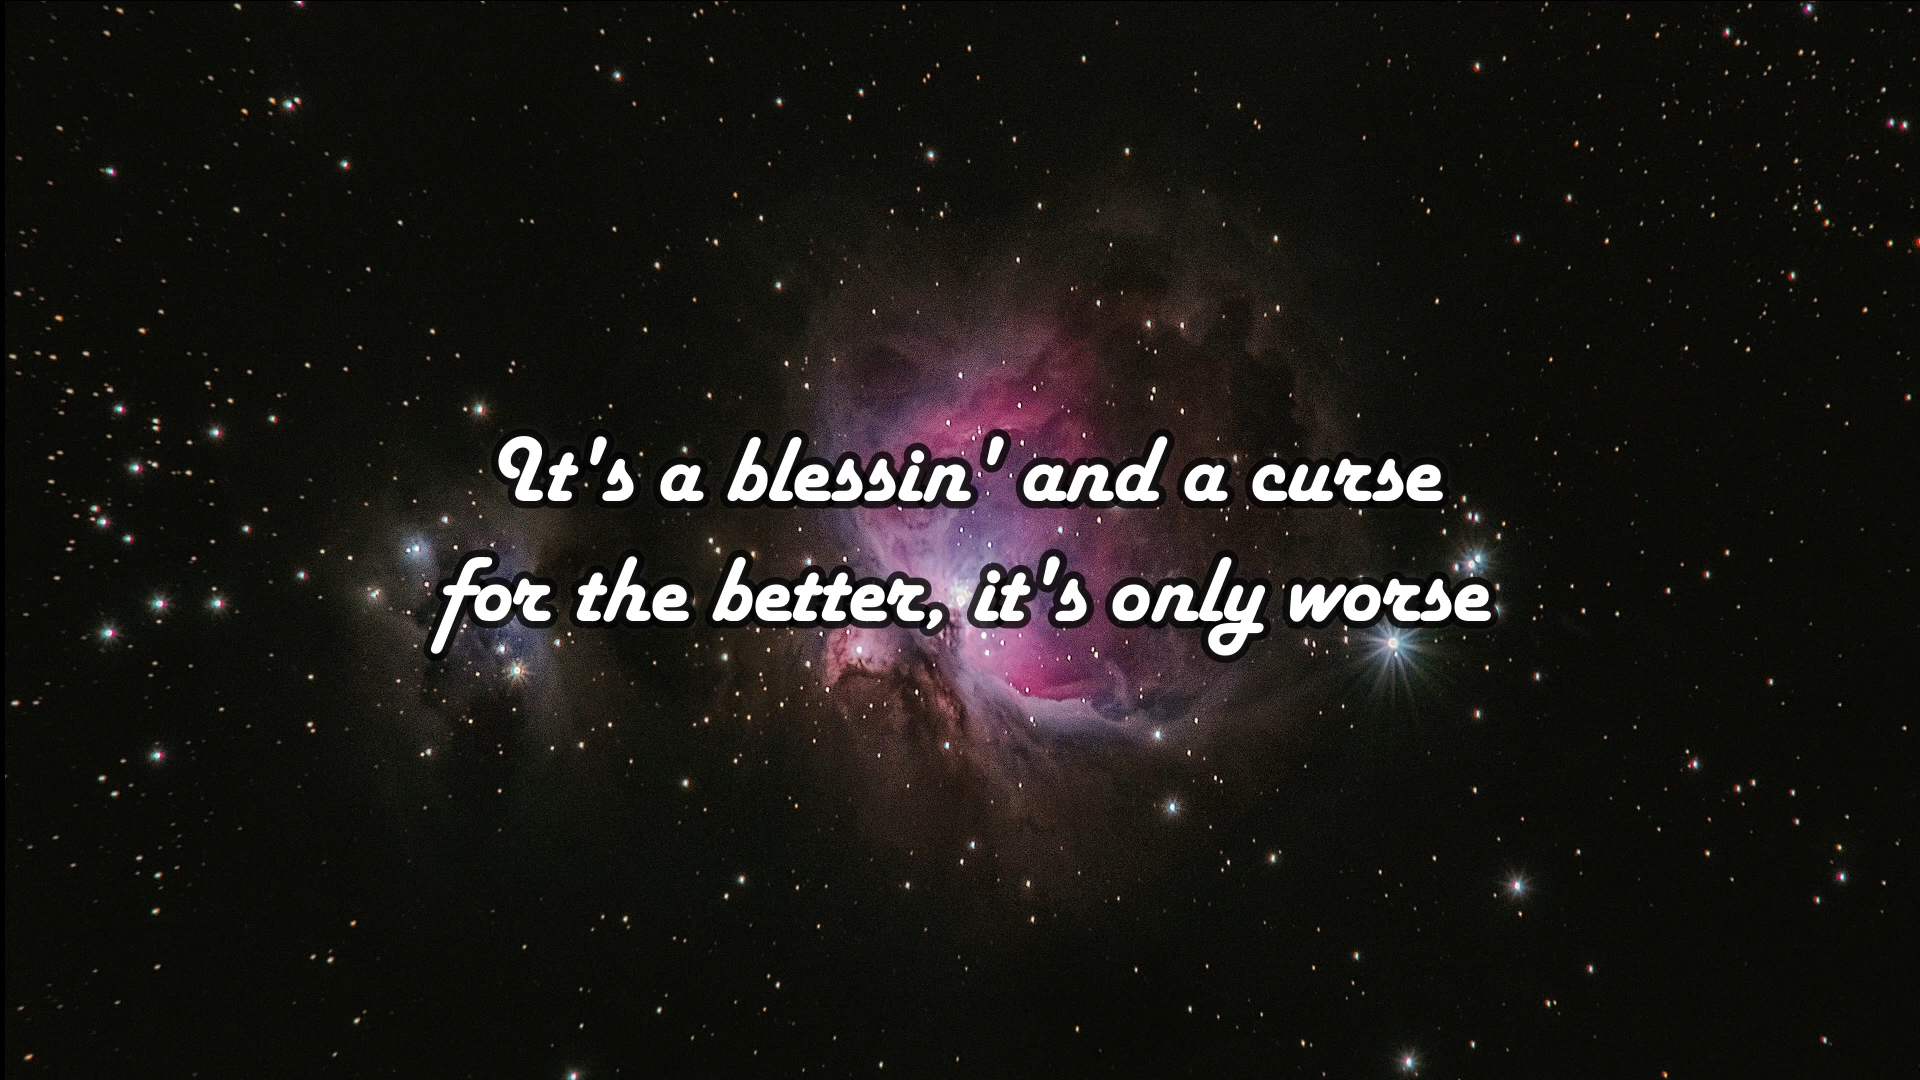 It's a blessin' and a curse
for the better, it's only worse